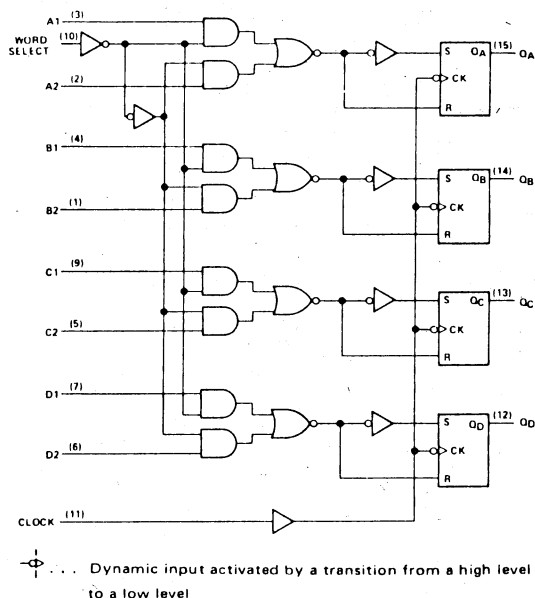 A1 (3)
WORD SELECT (10)
A2 (2)
S QA (15) QA
CK
R
B1 (4)
B2 (1)
S QB (14) QB
CK
R
C1 (9)
C2 (5)
S QC (13) QC
CK
R
D1 (7)
D2 (6)
S QD (12) QD
CK
R
CLOCK (11)
. . . Dynamic input activated by a transition from a high level
to a low level